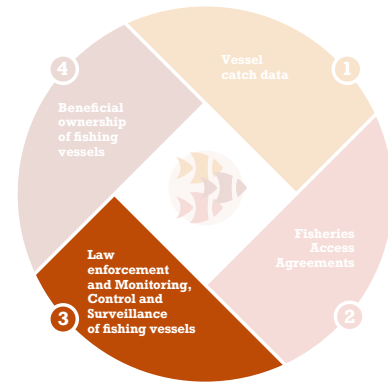 1
Vessel
catch data
2
Fisheries
Access
Agreements
3
Law
enforcement
and Monitoring,
Control and
Surveillance
of fishing vessels
4
Beneficial
ownership
of fishing
vessels